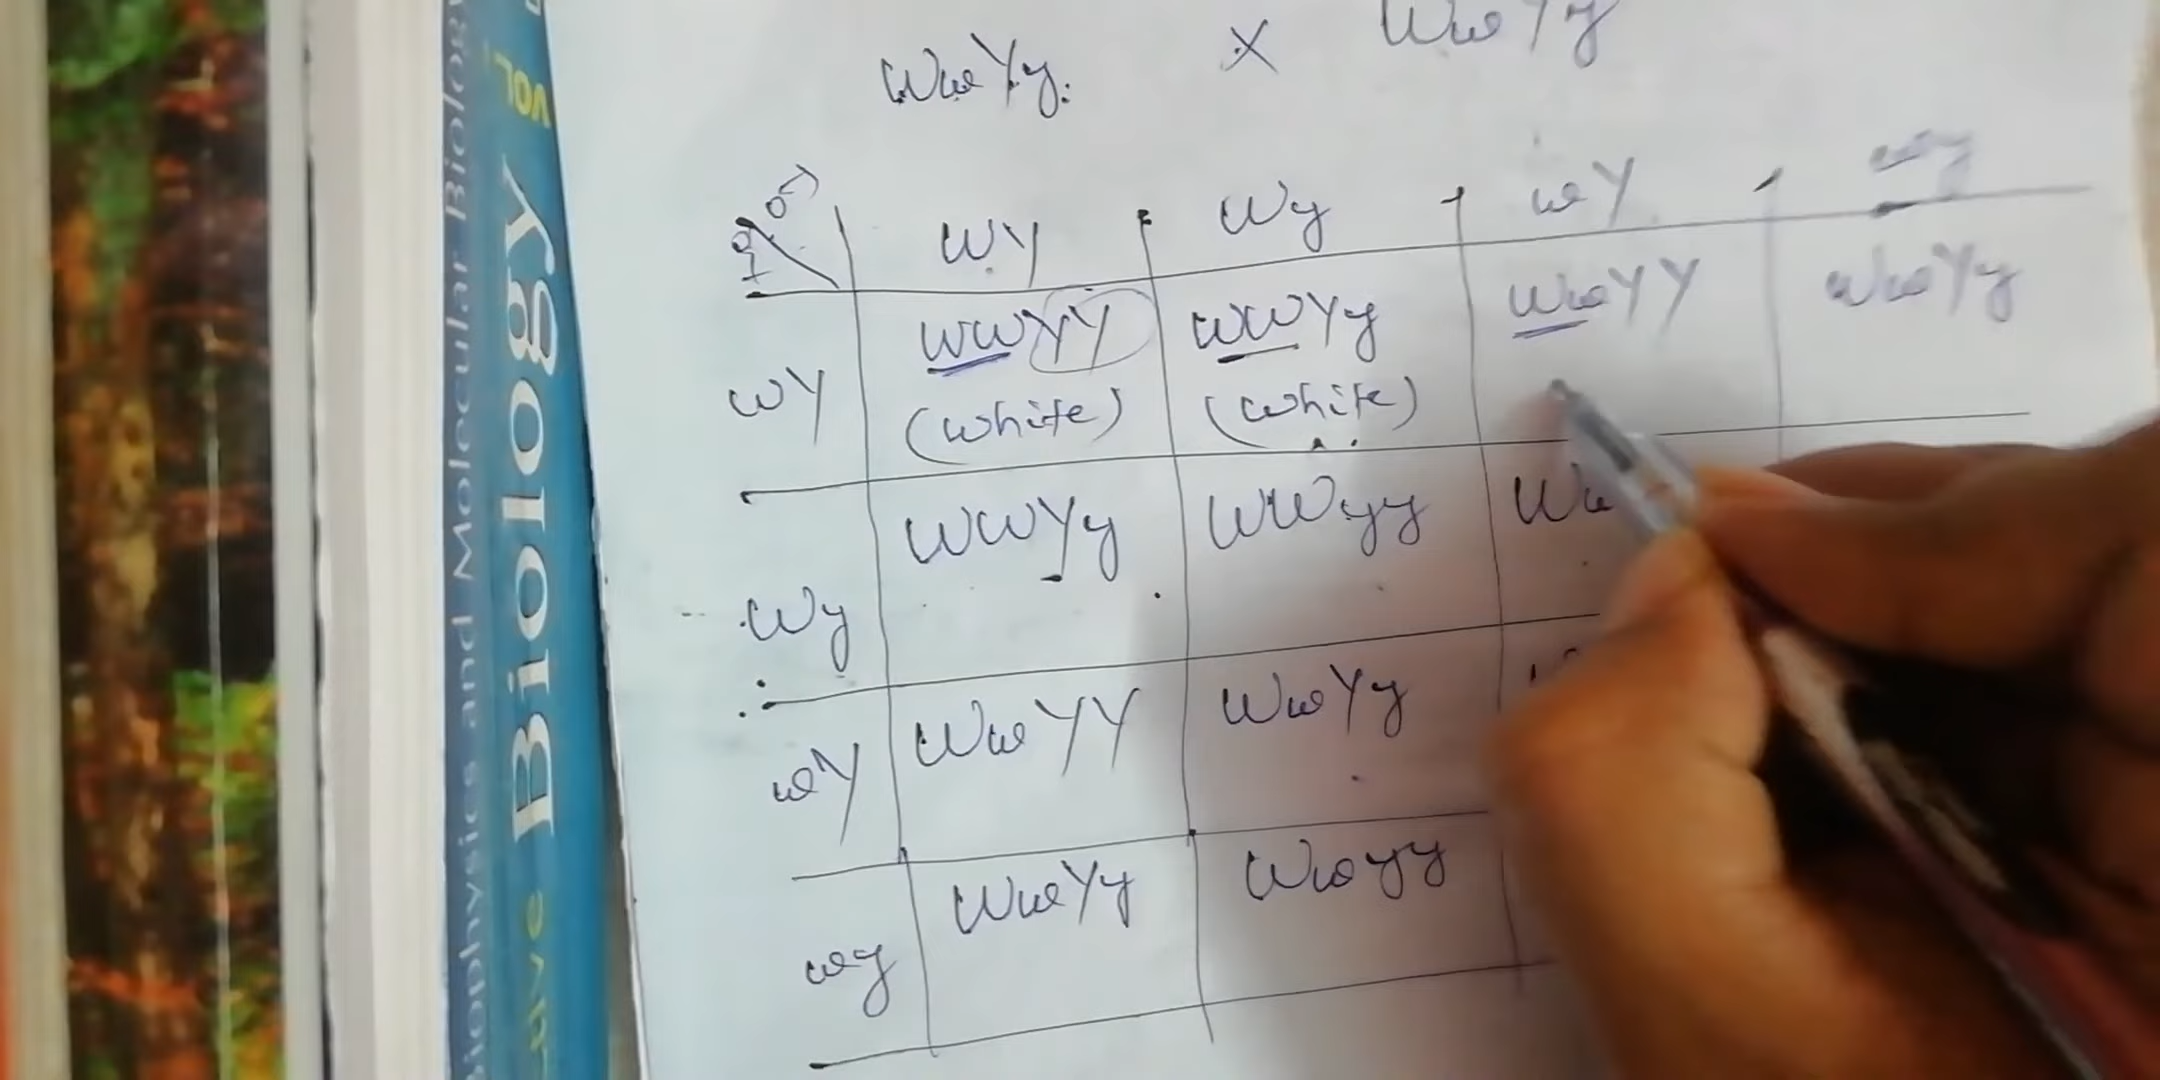 WwYy. X WwYy
♀ ♂ WY Wy wY wy
WY WWYY WWYy WwYY WwYy
(white) (white)
Wy WWYy WWyy Ww
wY WwYY WwYy
wy WwYy Wwyy
Biophysics and Molecular Biology
Biology
VOL